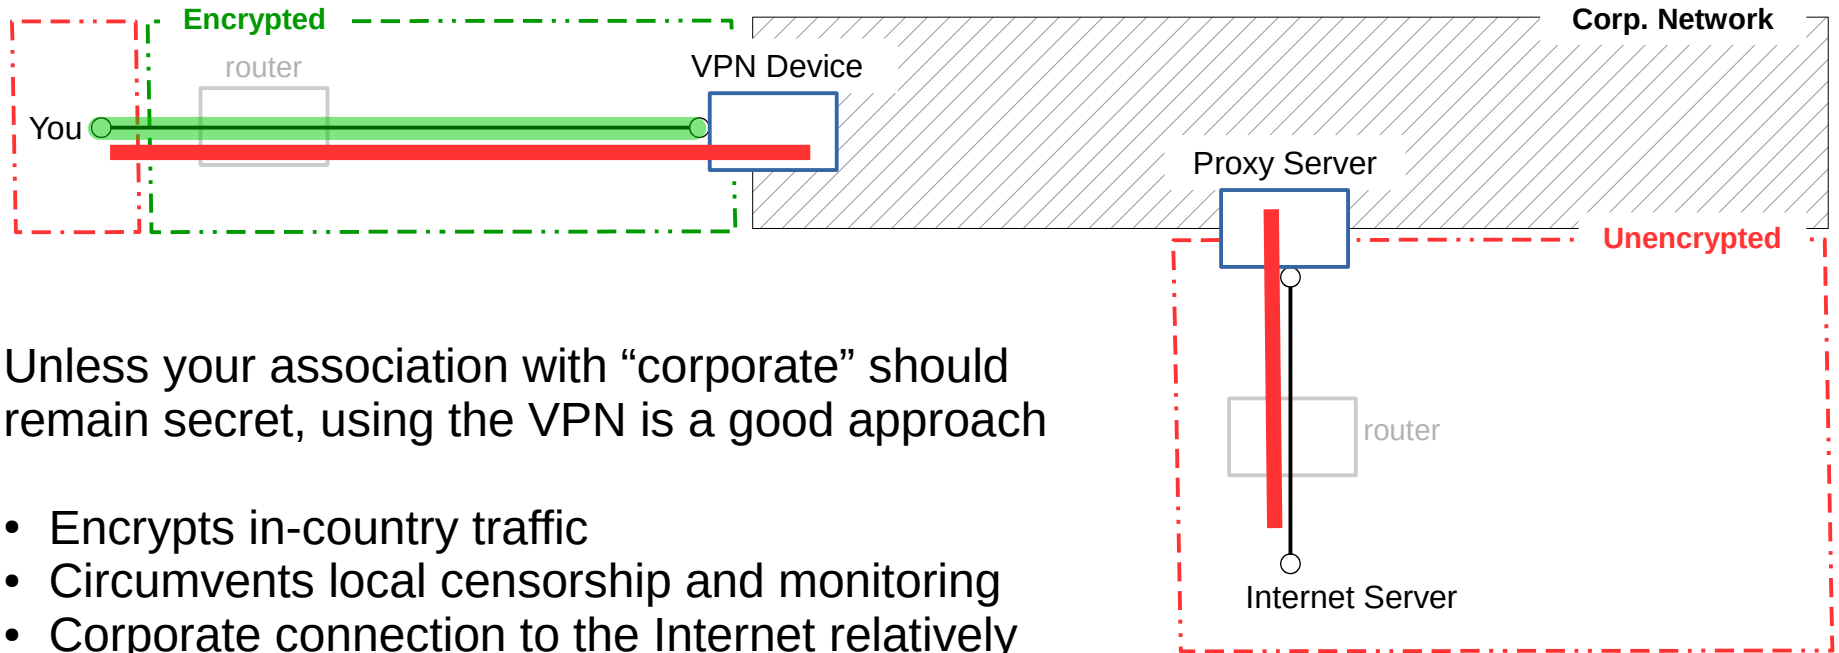 Encrypted
Corp. Network
router
VPN Device
You
Proxy Server
Unencrypted
Unless your association with “corporate” should
remain secret, using the VPN is a good approach
router
• Encrypts in-country traffic
• Circumvents local censorship and monitoring
Internet Server
• Corporate connection to the Internet relatively